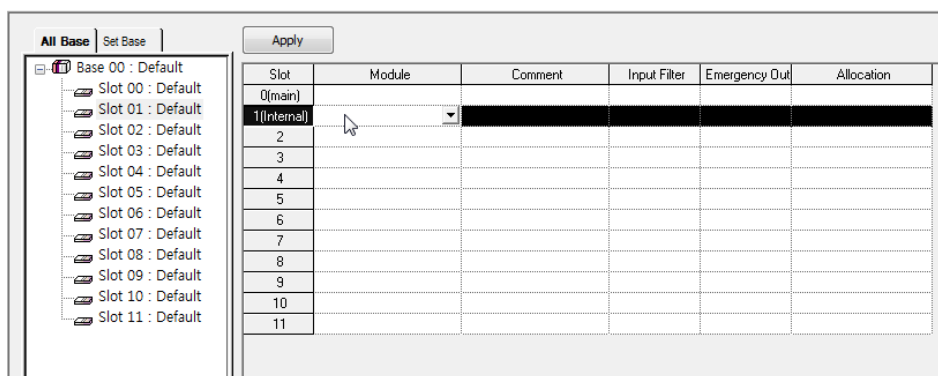 All Base Set Base Apply
Base 00 : Default
Slot 00 : Default
Slot 01 : Default
Slot 02 : Default
Slot 03 : Default
Slot 04 : Default
Slot 05 : Default
Slot 06 : Default
Slot 07 : Default
Slot 08 : Default
Slot 09 : Default
Slot 10 : Default
Slot 11 : Default
Slot Module Comment Input Filter Emergency Out Allocation
0(main)
1(Internal)
2
3
4
5
6
7
8
9
10
11